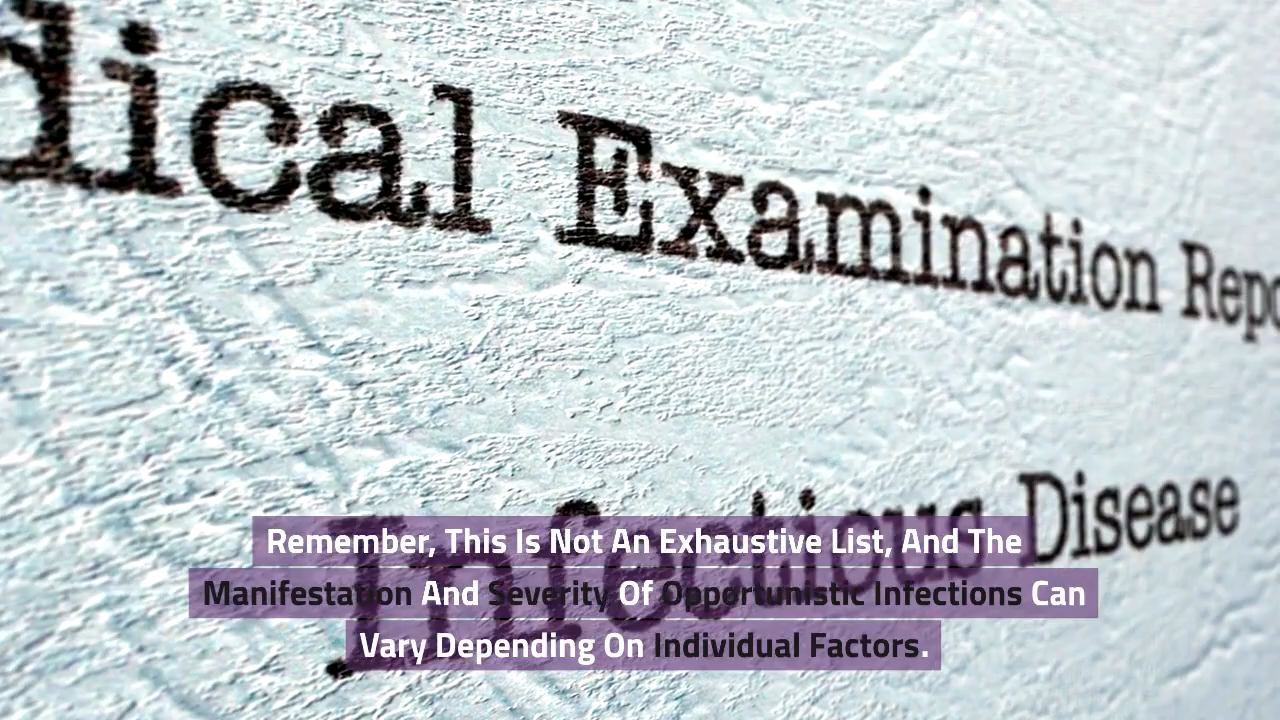 dical Examination Repo
Infectious Disease
Remember, This Is Not An Exhaustive List, And The
Manifestation And Severity Of Opportunistic Infections Can
Vary Depending On Individual Factors.